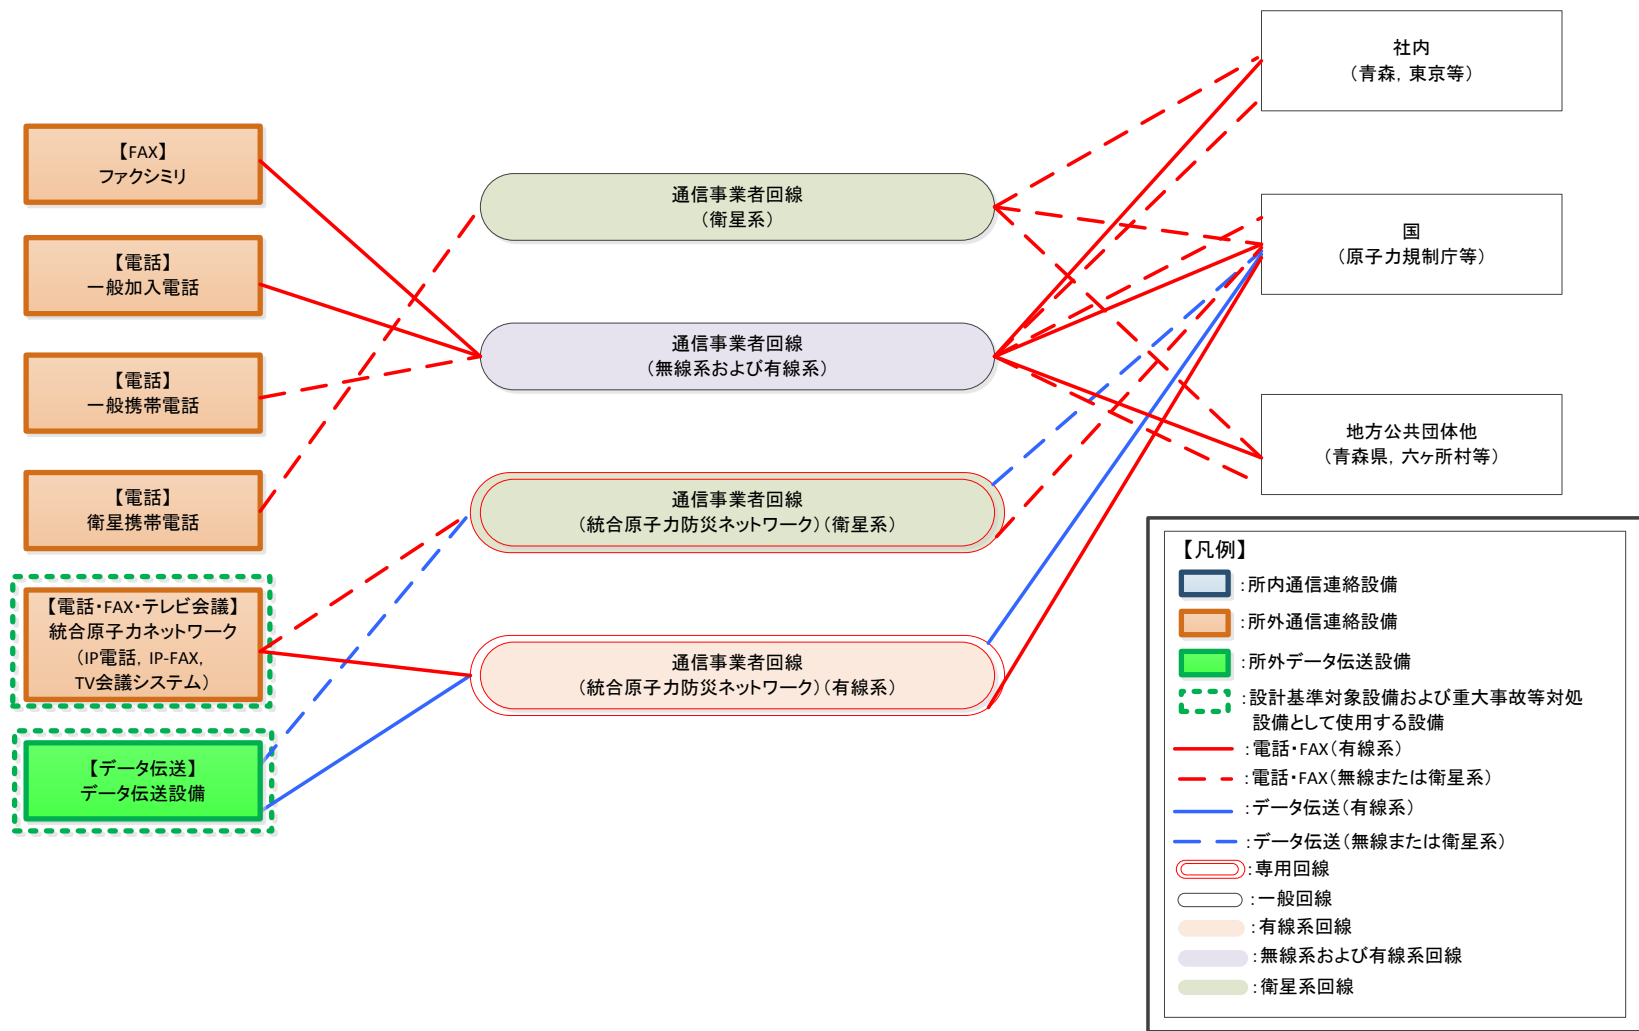 【FAX】
ファクシミリ
【電話】
一般加入電話
【電話】
一般携帯電話
【電話】
衛星携帯電話
【電話・FAX・テレビ会議】
統合原子力ネットワーク
（IP電話，IP-FAX，
TV会議システム）
【データ伝送】
データ伝送設備
通信事業者回線
（衛星系）
通信事業者回線
（無線系および有線系）
通信事業者回線
（統合原子力防災ネットワーク）（衛星系）
通信事業者回線
（統合原子力防災ネットワーク）（有線系）
社内
（青森，東京等）
国
（原子力規制庁等）
地方公共団体他
（青森県，六ヶ所村等）
【凡例】
：所内通信連絡設備
：所外通信連絡設備
：所外データ伝送設備
：設計基準対象設備および重大事故等対処
設備として使用する設備
：電話・FAX（有線系）
：電話・FAX（無線または衛星系）
：データ伝送（有線系）
：データ伝送（無線または衛星系）
：専用回線
：一般回線
：有線系回線
：無線系および有線系回線
：衛星系回線